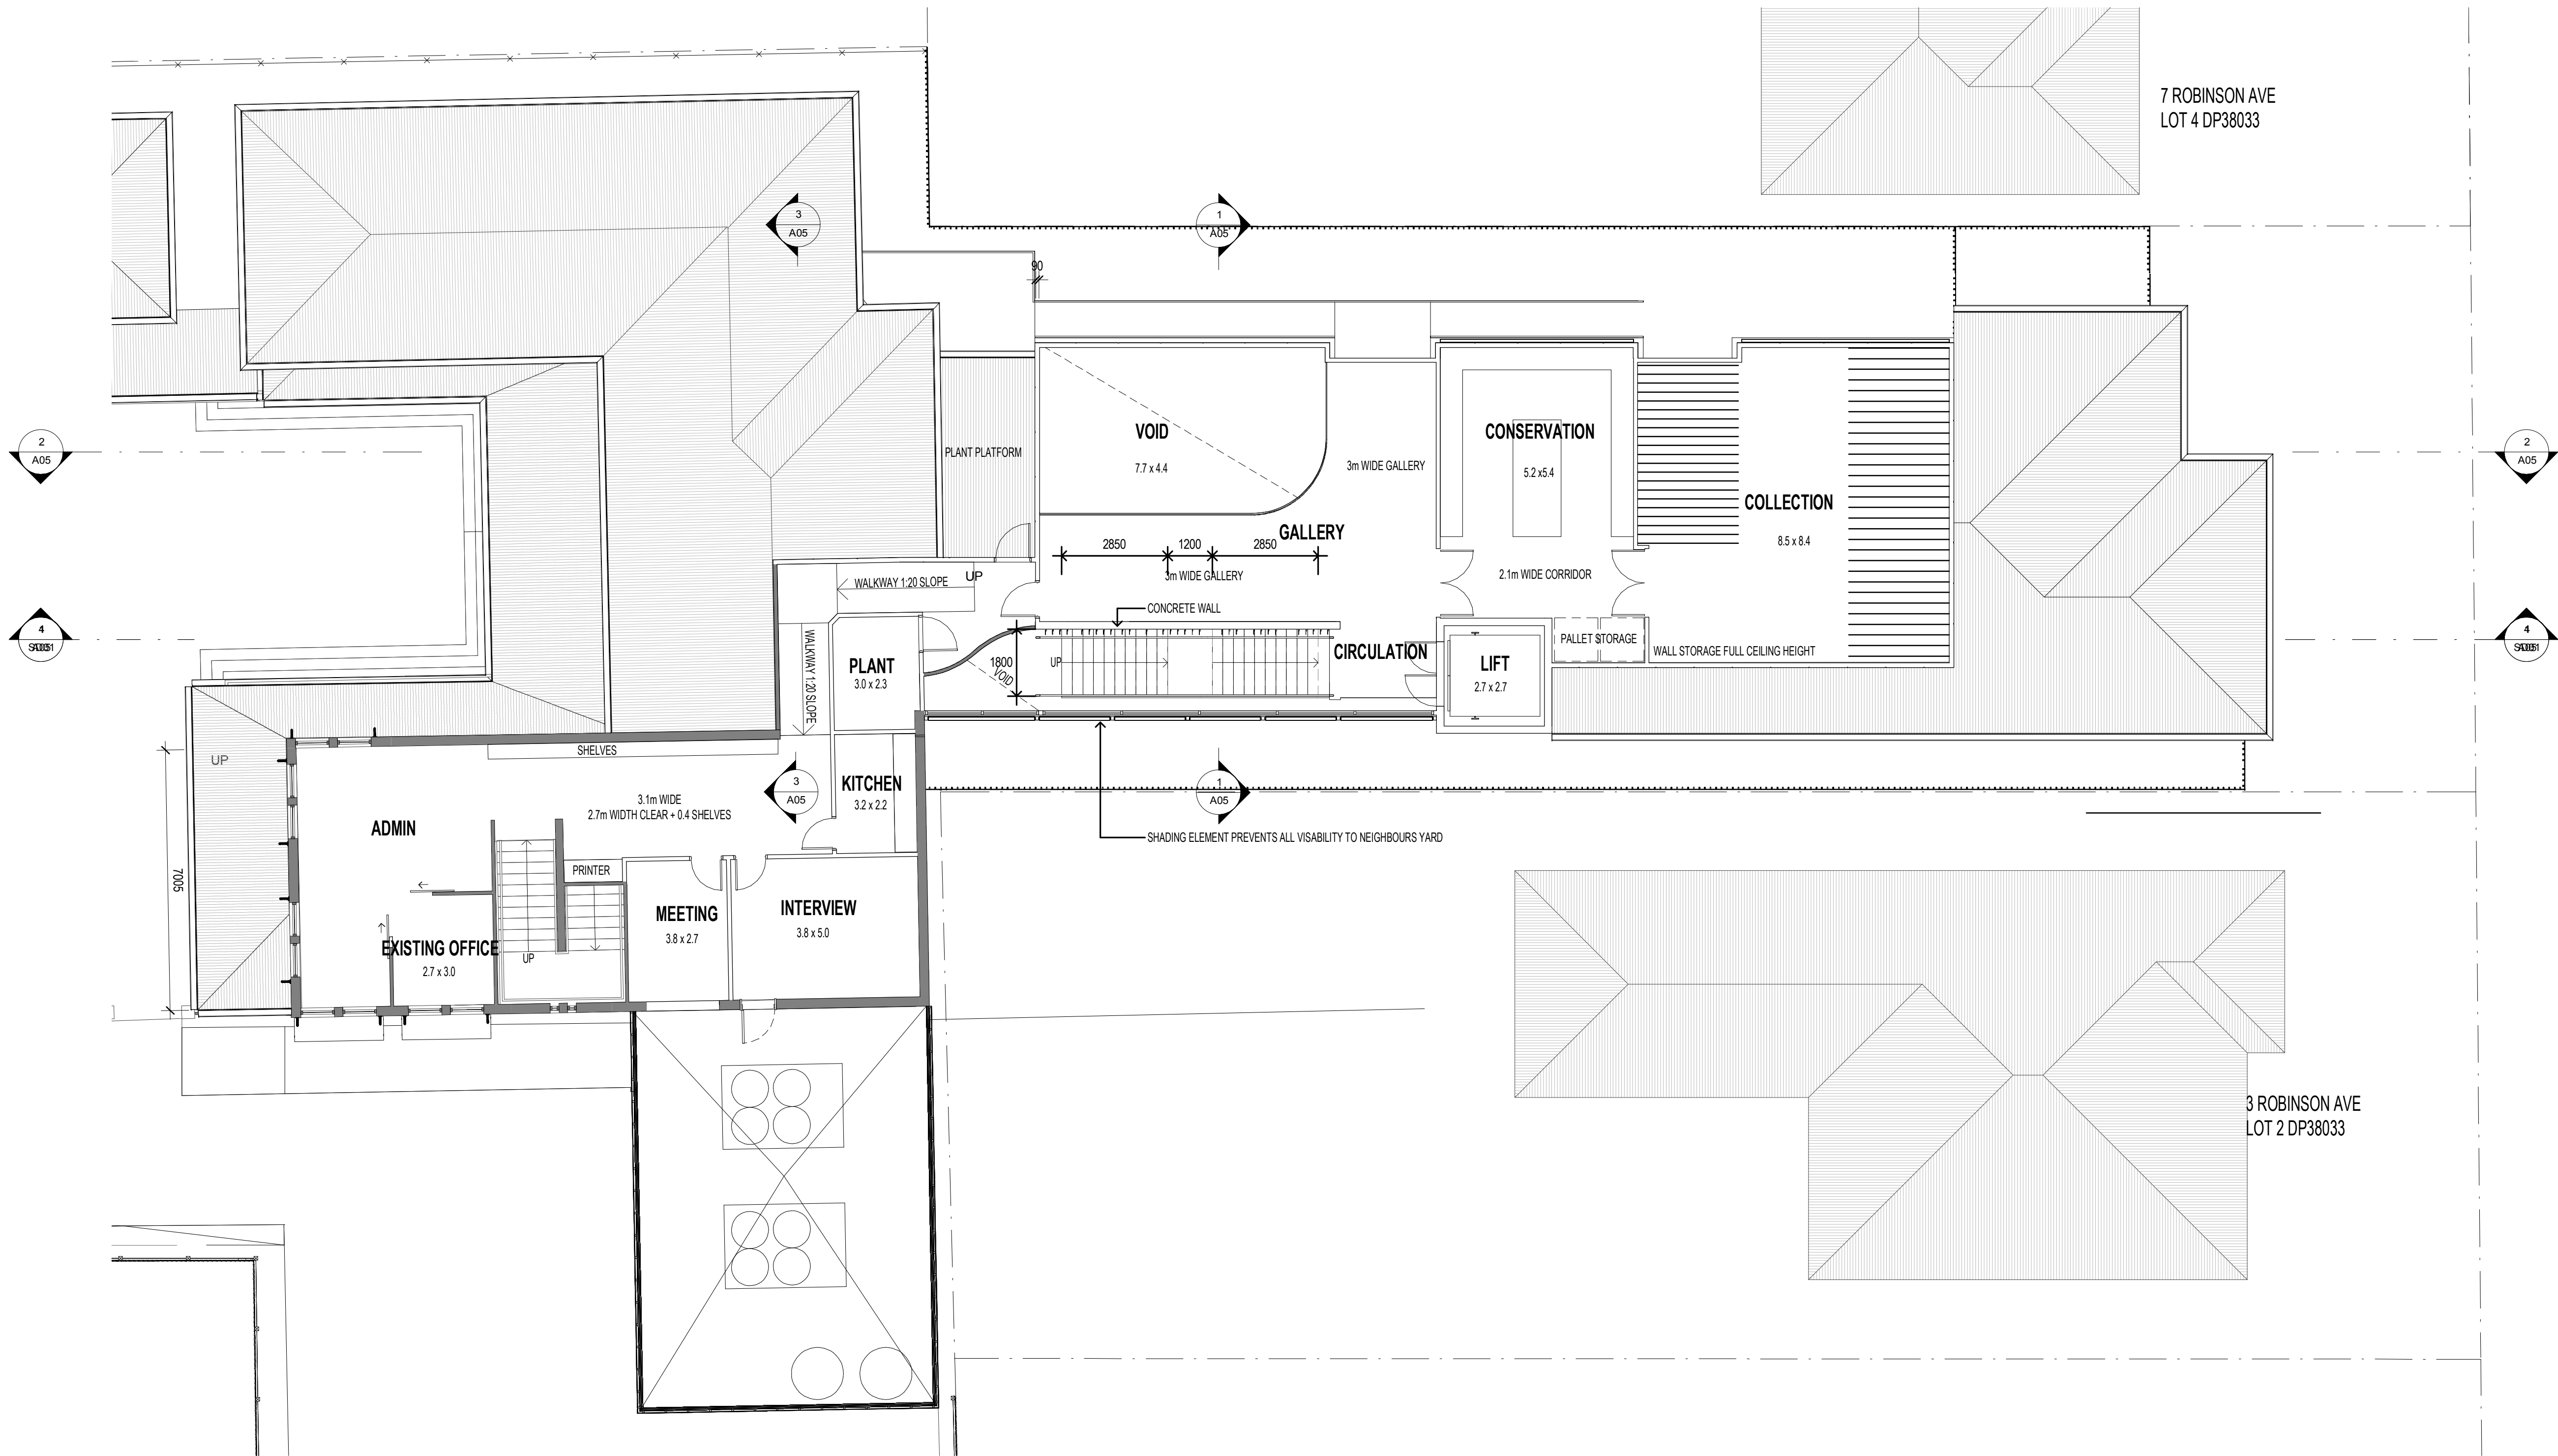 7 ROBINSON AVE
LOT 4 DP38033
3
A05
1
A05
90
2
A05
VOID
7.7 x 4.4
PLANT PLATFORM
3m WIDE GALLERY
CONSERVATION
5.2 x5.4
COLLECTION
8.5 x 8.4
2
A05
GALLERY
2850
1200
2850
3m WIDE GALLERY
2.1m WIDE CORRIDOR
WALKWAY 1:20 SLOPE
UP
CONCRETE WALL
4
WALKWAY 1:20 SLOPE
PLANT
3.0 x 2.3
1800
VOID
UP
CIRCULATION
LIFT
2.7 x 2.7
PALLET STORAGE
WALL STORAGE FULL CEILING HEIGHT
4
UP
SHELVES
3
A05
KITCHEN
3.2 x 2.2
1
A05
3.1m WIDE
2.7m WIDTH CLEAR + 0.4 SHELVES
ADMIN
SHADING ELEMENT PREVENTS ALL VISABILITY TO NEIGHBOURS YARD
7005
PRINTER
MEETING
3.8 x 2.7
INTERVIEW
3.8 x 5.0
EXISTING OFFICE
2.7 x 3.0
UP
3 ROBINSON AVE
LOT 2 DP38033